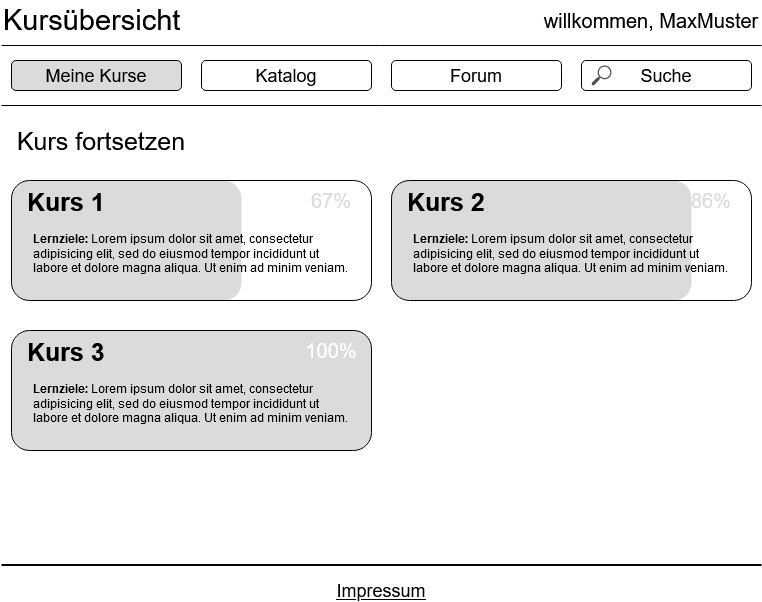 Kursübersicht
willkommen, MaxMuster
Meine Kurse
Katalog
Forum
Suche
Kurs fortsetzen
Kurs 1
67%
Lernziele: Lorem ipsum dolor sit amet, consectetur
adipisicing elit, sed do eiusmod tempor incididunt ut
labore et dolore magna aliqua. Ut enim ad minim veniam.
Kurs 2
86%
Lernziele: Lorem ipsum dolor sit amet, consectetur
adipisicing elit, sed do eiusmod tempor incididunt ut
labore et dolore magna aliqua. Ut enim ad minim veniam.
Kurs 3
100%
Lernziele: Lorem ipsum dolor sit amet, consectetur
adipisicing elit, sed do eiusmod tempor incididunt ut
labore et dolore magna aliqua. Ut enim ad minim veniam.
Impressum